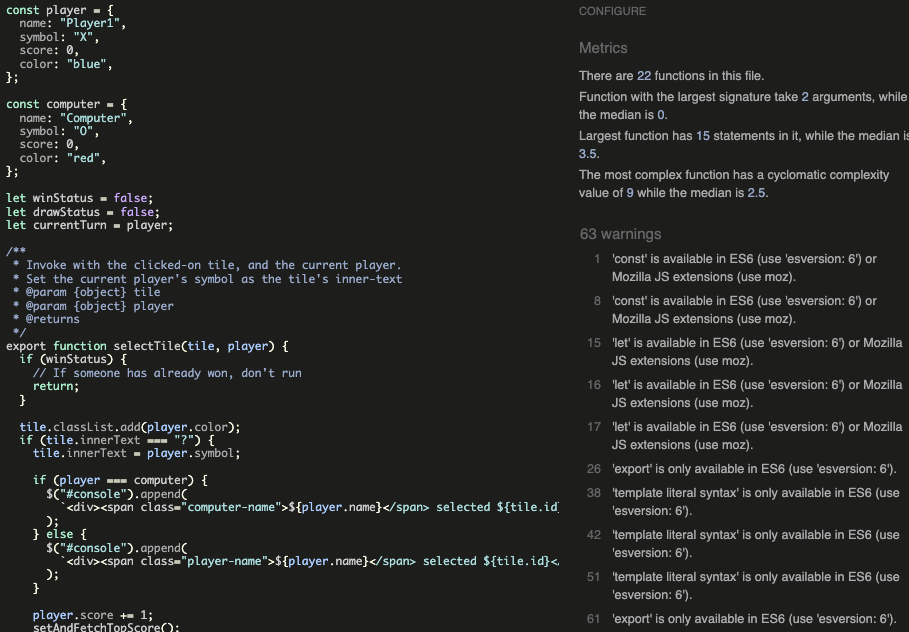 const player = {
  name: "Player1",
  symbol: "X",
  score: 0,
  color: "blue",
};

const computer = {
  name: "Computer",
  symbol: "O",
  score: 0,
  color: "red",
};

let winStatus = false;
let drawStatus = false;
let currentTurn = player;

/**
 * Invoke with the clicked-on tile, and the current player.
 * Set the current player's symbol as the tile's inner-text
 * @param {object} tile
 * @param {object} player
 * @returns
 */
export function selectTile(tile, player) {
  if (winStatus) {
    // If someone has already won, don't run
    return;
  }

  tile.classList.add(player.color);
  if (tile.innerText === "?") {
    tile.innerText = player.symbol;

    if (player === computer) {
      $("#console").append(
        `<div><span class="computer-name">${player.name}</span> selected ${tile.id}
      );
    } else {
      $("#console").append(
        `<div><span class="player-name">${player.name}</span> selected ${tile.id}</
      );
    }

    player.score += 1;
    setAndFetchTopScore();
CONFIGURE
Metrics
There are 22 functions in this file.
Function with the largest signature take 2 arguments, while
the median is 0.
Largest function has 15 statements in it, while the median is
3.5.
The most complex function has a cyclomatic complexity
value of 9 while the median is 2.5.
63 warnings
1 'const' is available in ES6 (use 'esversion: 6') or
Mozilla JS extensions (use moz).
8 'const' is available in ES6 (use 'esversion: 6') or
Mozilla JS extensions (use moz).
15 'let' is available in ES6 (use 'esversion: 6') or Mozilla
JS extensions (use moz).
16 'let' is available in ES6 (use 'esversion: 6') or Mozilla
JS extensions (use moz).
17 'let' is available in ES6 (use 'esversion: 6') or Mozilla
JS extensions (use moz).
26 'export' is only available in ES6 (use 'esversion: 6').
38 'template literal syntax' is only available in ES6 (use
'esversion: 6').
42 'template literal syntax' is only available in ES6 (use
'esversion: 6').
51 'template literal syntax' is only available in ES6 (use
'esversion: 6').
61 'export' is only available in ES6 (use 'esversion: 6').